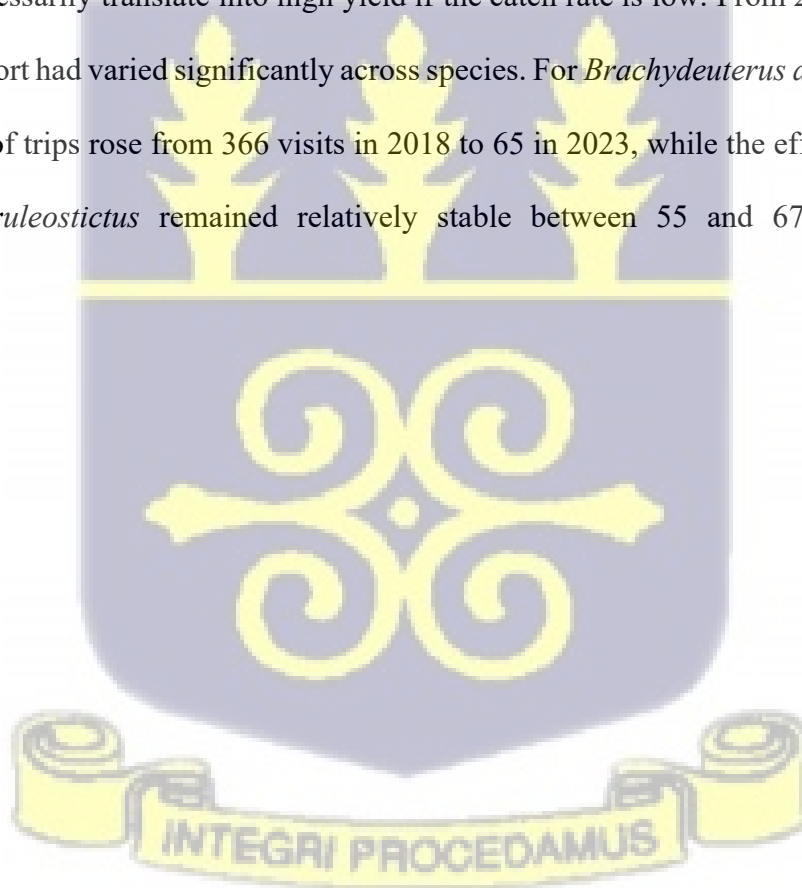 essarily translate into high yield if the catch rate is low. From 2
ort had varied significantly across species. For Brachydeuterus a
of trips rose from 366 visits in 2018 to 65 in 2023, while the eff
ruleostictus remained relatively stable between 55 and 67
INTEGRI PROCEDAMUS